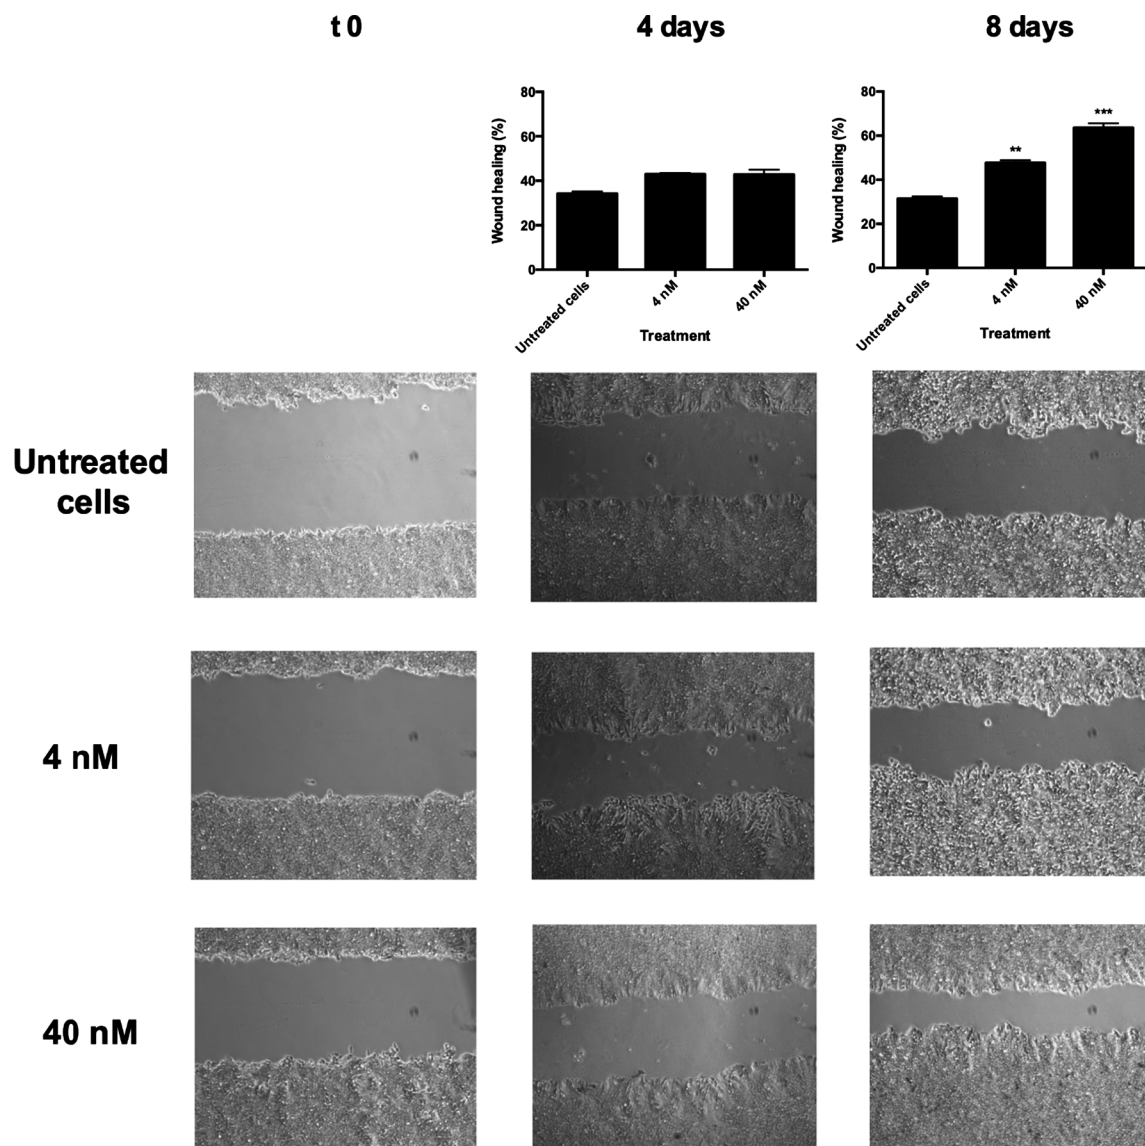 t 0
4 days
8 days
Wound healing (%)
80
60
40
20
0
Untreated cells
4 nM
40 nM
Treatment
Wound healing (%)
80
60
40
20
0
**
***
Untreated cells
4 nM
40 nM
Treatment
Untreated
cells
4 nM
40 nM